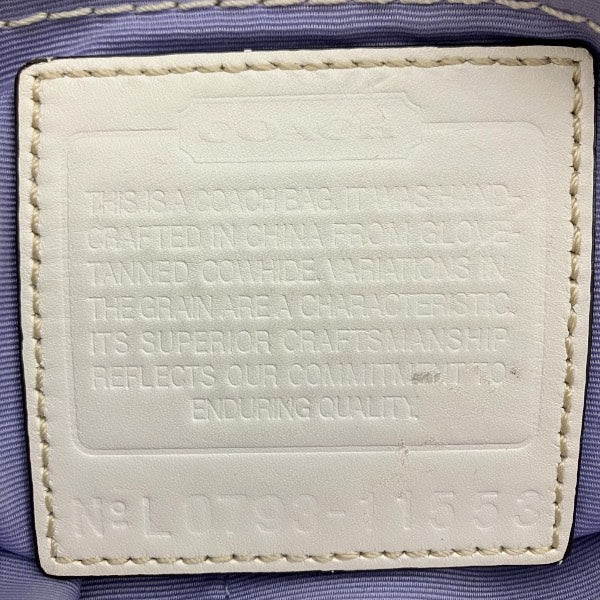 COACH
THIS IS A COACH BAG. IT WAS HAND-
CRAFTED IN CHINA FROM GLOVE-
TANNED COWHIDE. VARIATIONS IN
THE GRAIN ARE A CHARACTERISTIC.
ITS SUPERIOR CRAFTSMANSHIP
REFLECTS OUR COMMITMENT TO
ENDURING QUALITY.
No L0793-11553